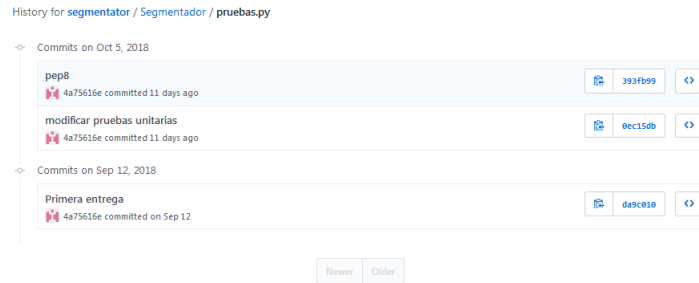 History for segmentator / Segmentador / pruebas.py
Commits on Oct 5, 2018
pep8
393fb99
4a75616e committed 11 days ago
modificar pruebas unitarias
0ec15db
4a75616e committed 11 days ago
Commits on Sep 12, 2018
Primera entrega
da9c010
4a75616e committed on Sep 12
Newer Older